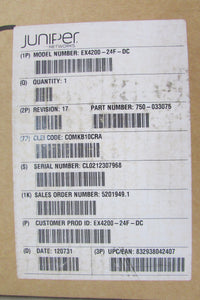 JUNIPER
NETWORKS
(1P) MODEL NUMBER: EX4200-24F-DC
(Q) QUANTITY: 1
(2P) REVISION: 17 PART NUMBER: 750-033075
CLEI CODE: COMKB10CRA
(S) SERIAL NUMBER: CL0212307968
(1K) SALES ORDER NUMBER: 5201949.1
(P) CUSTOMER PROD ID: EX4200-24F-DC
(D) DATE: 120731 (3P) UPC/EAN: 832938042407